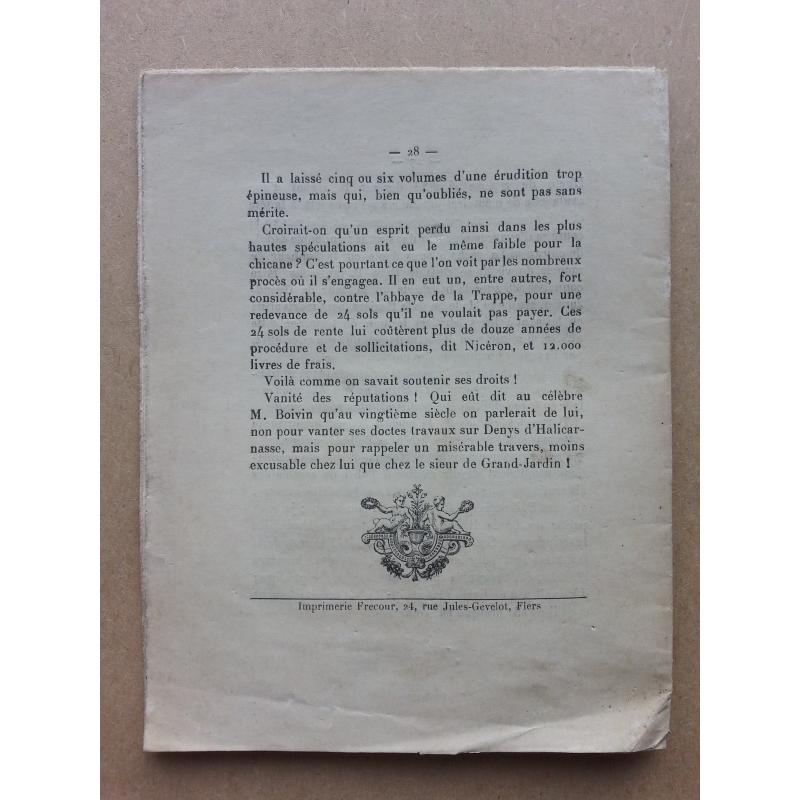 — 28 —
Il a laissé cinq ou six volumes d'une érudition trop
épineuse, mais qui, bien qu'oubliés, ne sont pas sans
mérite.
Croirait-on qu'un esprit perdu ainsi dans les plus
hautes spéculations ait eu le même faible pour la
chicane ? C'est pourtant ce que l'on voit par les nombreux
procès où il s'engagea. Il en eut un, entre autres, fort
considérable, contre l'abbaye de la Trappe, pour une
redevance de 24 sols qu'il ne voulait pas payer. Ces
24 sols de rente lui coûtèrent plus de douze années de
procédure et de sollicitations, dit Nicéron, et 12.000
livres de frais.
Voilà comme on savait soutenir ses droits !
Vanité des réputations ! Qui eût dit au célèbre
M. Boivin qu'au vingtième siècle on parlerait de lui,
non pour vanter ses doctes travaux sur Denys d'Halicar-
nasse, mais pour rappeler un misérable travers, moins
excusable chez lui que chez le sieur de Grand-Jardin !
Imprimerie Frecour, 24, rue Jules-Gévelot, Flers